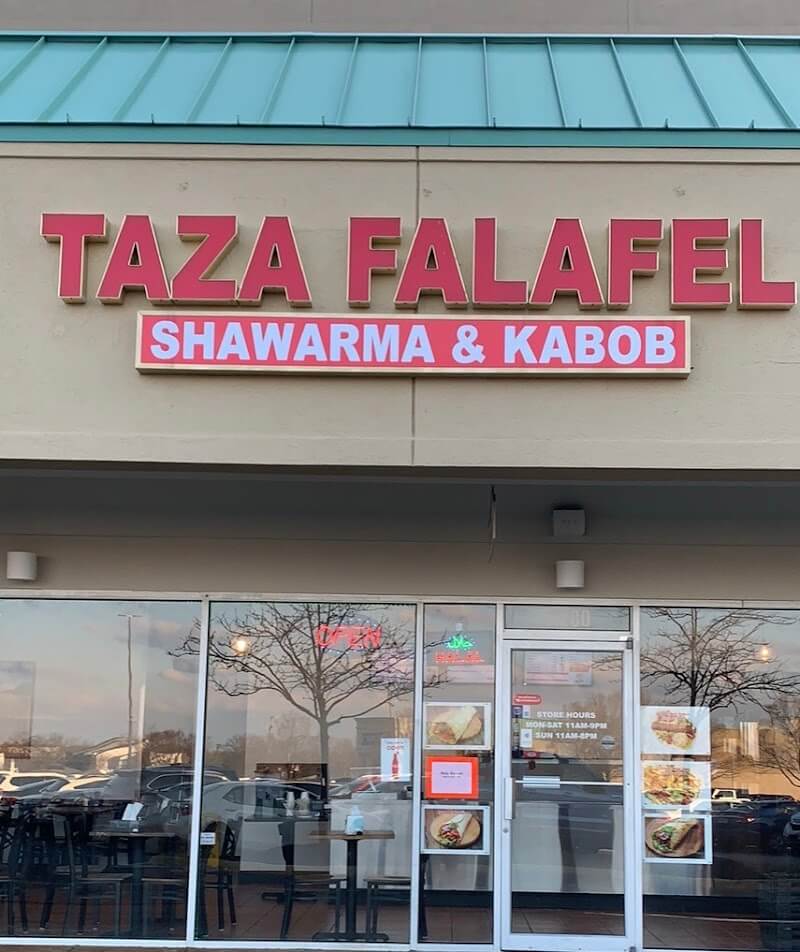 TAZA FALAFEL
SHAWARMA & KABOB
OPEN
STORE HOURS
MON-SAT 11AM-9PM
SUN 11AM-8PM